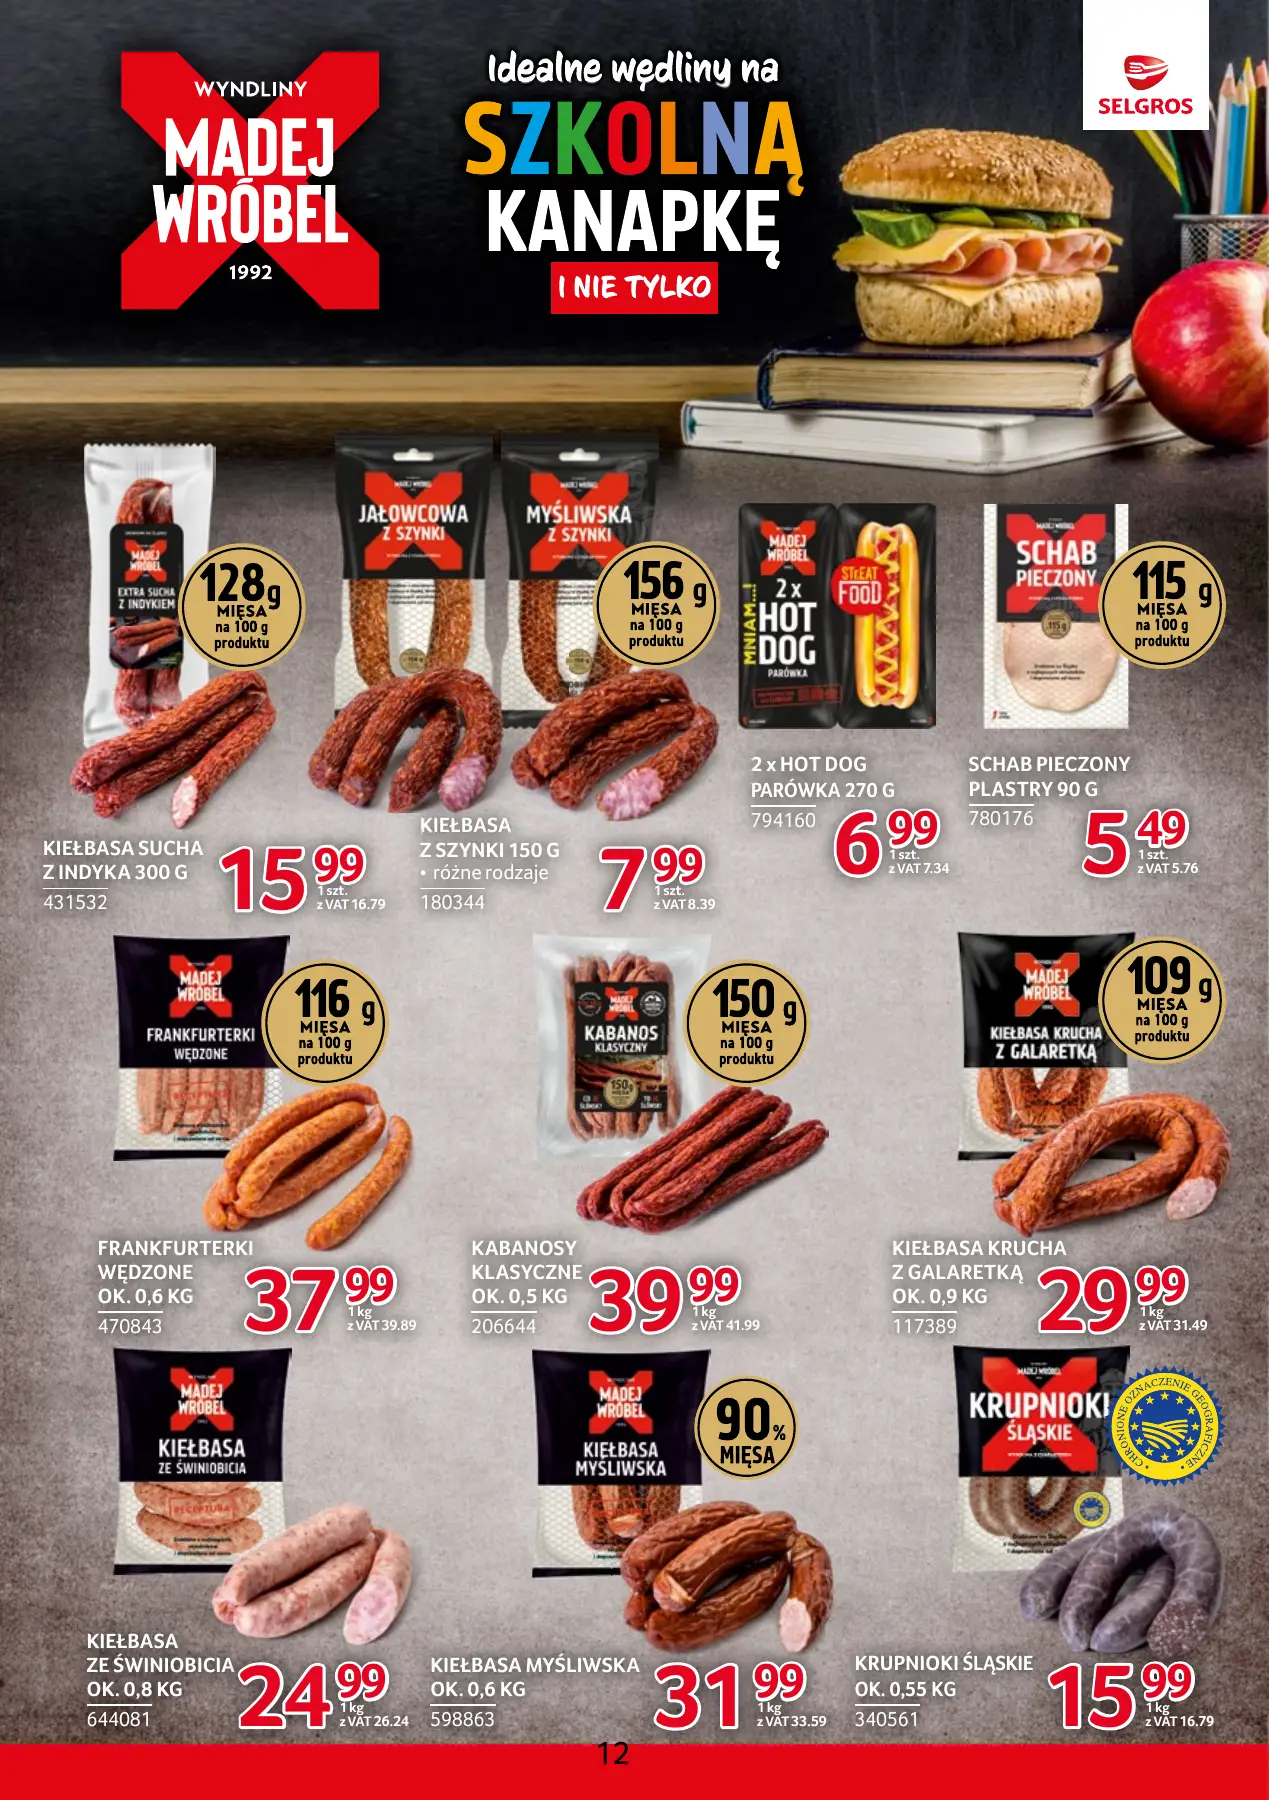 WYNDLINY
MADEJ
WRÓBEL
1992
Idealne wędliny na
SZKOLNĄ
KANAPKĘ
I NIE TYLKO
SELGROS
MADEJ
WRÓBEL
EXTRA SUCHA
Z INDYKIEM
128g
MIĘSA
na 100 g
produktu
JAŁOWCOWA
Z SZYNKI
MYŚLIWSKA
Z SZYNKI
156 g
MIĘSA
na 100 g
produktu
MADEJ
WRÓBEL
MNIAM...!
2 x
HOT
DOG
PARÓWKA
STrEAT
FOOD
SCHAB
PIECZONY
115 g
MIĘSA
na 100 g
produktu
KIEŁBASA SUCHA
Z INDYKA 300 G
431532
15 99
1 szt.
z VAT 16.79
KIEŁBASA
Z SZYNKI 150 G
• różne rodzaje
180344
7 99
1 szt.
z VAT 8.39
2 x HOT DOG
PARÓWKA 270 G
794160
6 99
1 szt.
z VAT 7.34
SCHAB PIECZONY
PLASTRY 90 G
780176
5 49
1 szt.
z VAT 5.76
MADEJ
WRÓBEL
FRANKFURTERKI
WĘDZONE
116 g
MIĘSA
na 100 g
produktu
MADEJ
WRÓBEL
KABANOS
KLASYCZNY
150g
150 g
MIĘSA
na 100 g
produktu
MADEJ
WRÓBEL
KIEŁBASA KRUCHA
Z GALARETKĄ
109 g
MIĘSA
na 100 g
produktu
FRANKFURTERKI
WĘDZONE
OK. 0,6 KG
470843
37 99
1 kg
z VAT 39.89
KABANOSY
KLASYCZNE
OK. 0,5 KG
206644
39 99
1 kg
z VAT 41.99
KIEŁBASA KRUCHA
Z GALARETKĄ
OK. 0,9 KG
117389
29 99
1 kg
z VAT 31.49
MADEJ
WRÓBEL
KIEŁBASA
ZE ŚWINIOBICIA
RECEPTURA
MADEJ
WRÓBEL
KIEŁBASA
MYŚLIWSKA
90%
MIĘSA
KRUPNIOKI
ŚLĄSKIE
CHRONIONE OZNACZENIE GEOGRAFICZNE
KIEŁBASA
ZE ŚWINIOBICIA
OK. 0,8 KG
644081
24 99
1 kg
z VAT 26.24
KIEŁBASA MYŚLIWSKA
OK. 0,6 KG
598863
31 99
1 kg
z VAT 33.59
KRUPNIOKI ŚLĄSKIE
OK. 0,55 KG
340561
15 99
1 kg
z VAT 16.79
12